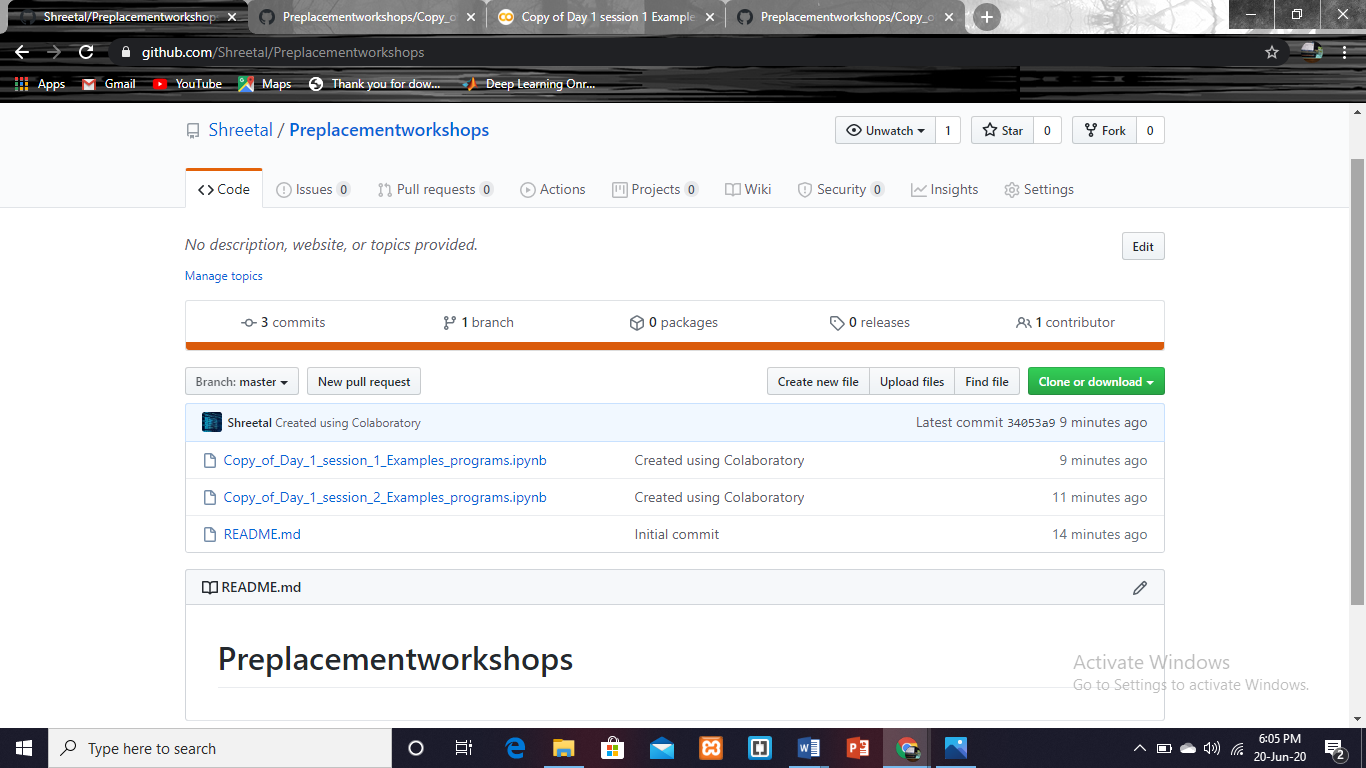 Shreetal/Preplacementworkshop
Preplacementworkshops/Copy_o
Copy of Day 1 session 1 Example
Preplacementworkshops/Copy_o
github.com/Shreetal/Preplacementworkshops
Apps Gmail YouTube Maps Thank you for dow... Deep Learning Onr...
Shreetal / Preplacementworkshops
Unwatch 1 Star 0 Fork 0
Code Issues 0 Pull requests 0 Actions Projects 0 Wiki Security 0 Insights Settings
No description, website, or topics provided.
Edit
Manage topics
3 commits 1 branch 0 packages 0 releases 1 contributor
Branch: master New pull request Create new file Upload files Find file Clone or download
Shreetal Created using Colaboratory Latest commit 34053a9 9 minutes ago
Copy_of_Day_1_session_1_Examples_programs.ipynb Created using Colaboratory 9 minutes ago
Copy_of_Day_1_session_2_Examples_programs.ipynb Created using Colaboratory 11 minutes ago
README.md Initial commit 14 minutes ago
README.md
Preplacementworkshops
Activate Windows
Go to Settings to activate Windows.
Type here to search
6:05 PM
20-Jun-20
2